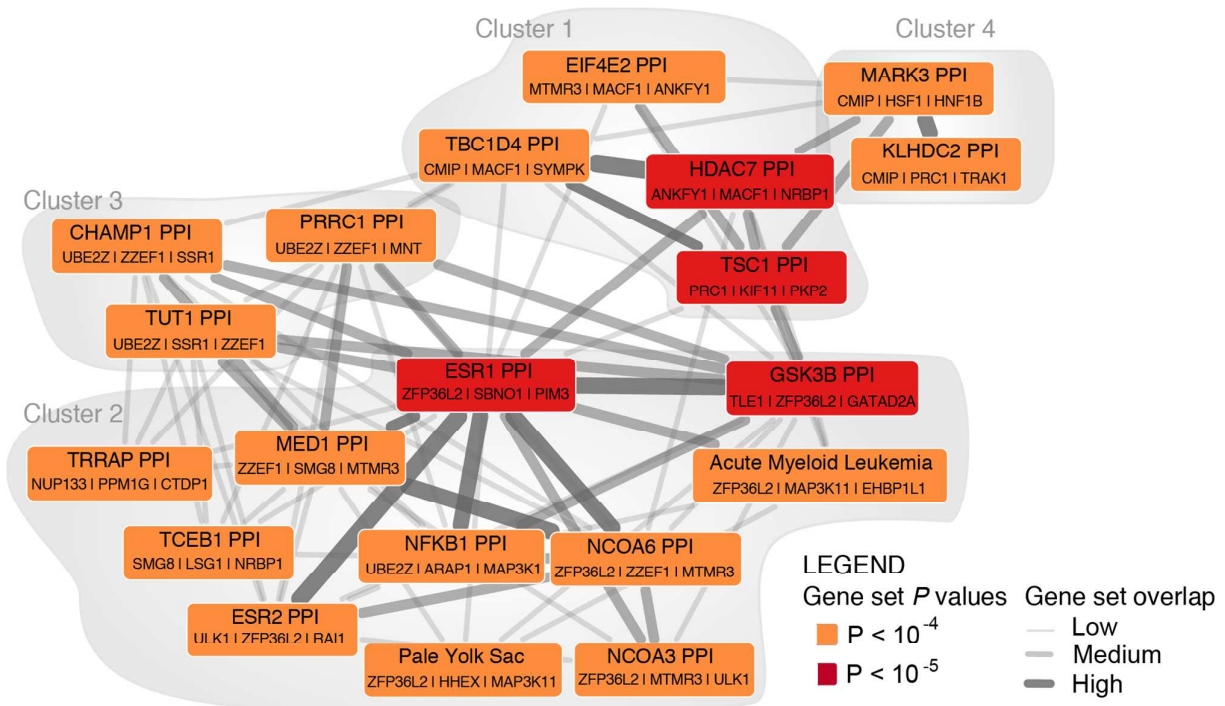 Cluster 1
Cluster 4
EIF4E2 PPI
MTMR3 I MACF1 I ANKFY1
MARK3 PPI
CMIP I HSF1 I HNF1B
TBC1D4 PPI
CMIP I MACF1 I SYMPK
KLHDC2 PPI
CMIP I PRC1 I TRAK1
HDAC7 PPI
ANKFY1 I MACF1 I NRBP1
Cluster 3
CHAMP1 PPI
UBE2Z I ZZEF1 I SSR1
PRRC1 PPI
UBE2Z I ZZEF1 I MNT
TSC1 PPI
PRC1 I KIF11 I PKP2
TUT1 PPI
UBE2Z I SSR1 I ZZEF1
ESR1 PPI
ZFP36L2 I SBNO1 I PIM3
GSK3B PPI
TLE1 I ZFP36L2 I GATAD2A
Cluster 2
MED1 PPI
ZZEF1 I SMG8 I MTMR3
TRRAP PPI
NUP133 I PPM1G I CTDP1
Acute Myeloid Leukemia
ZFP36L2 I MAP3K11 I EHBP1L1
TCEB1 PPI
SMG8 I LSG1 I NRBP1
NFKB1 PPI
UBE2Z I ARAP1 I MAP3K1
NCOA6 PPI
ZFP36L2 I ZZEF1 I MTMR3
ESR2 PPI
ULK1 I ZFP36L2 I RAI1
Pale Yolk Sac
ZFP36L2 I HHEX I MAP3K11
NCOA3 PPI
ZFP36L2 I MTMR3 I ULK1
LEGEND
Gene set P values
P < 10^-4
P < 10^-5
Gene set overlap
Low
Medium
High